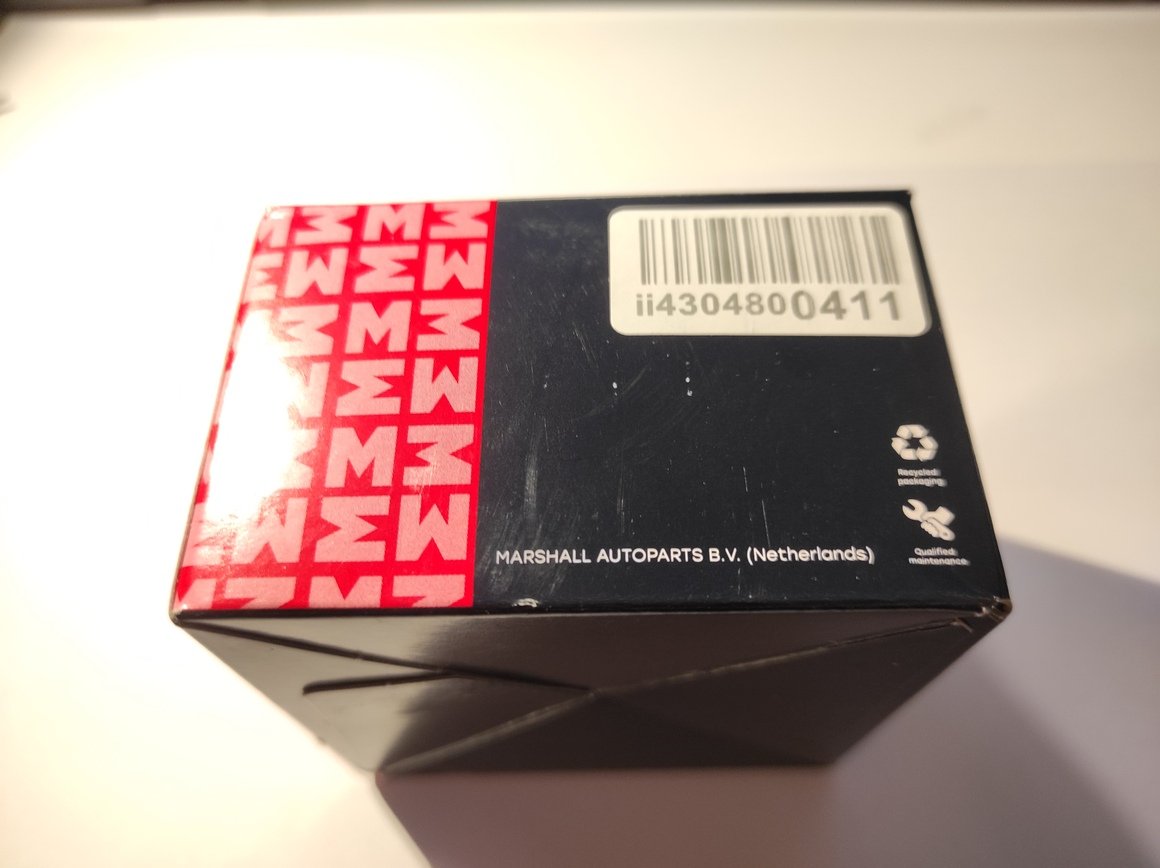 ii4304800411
Recycled
packaging
Qualified
maintenance
MARSHALL AUTOPARTS B.V. (Netherlands)